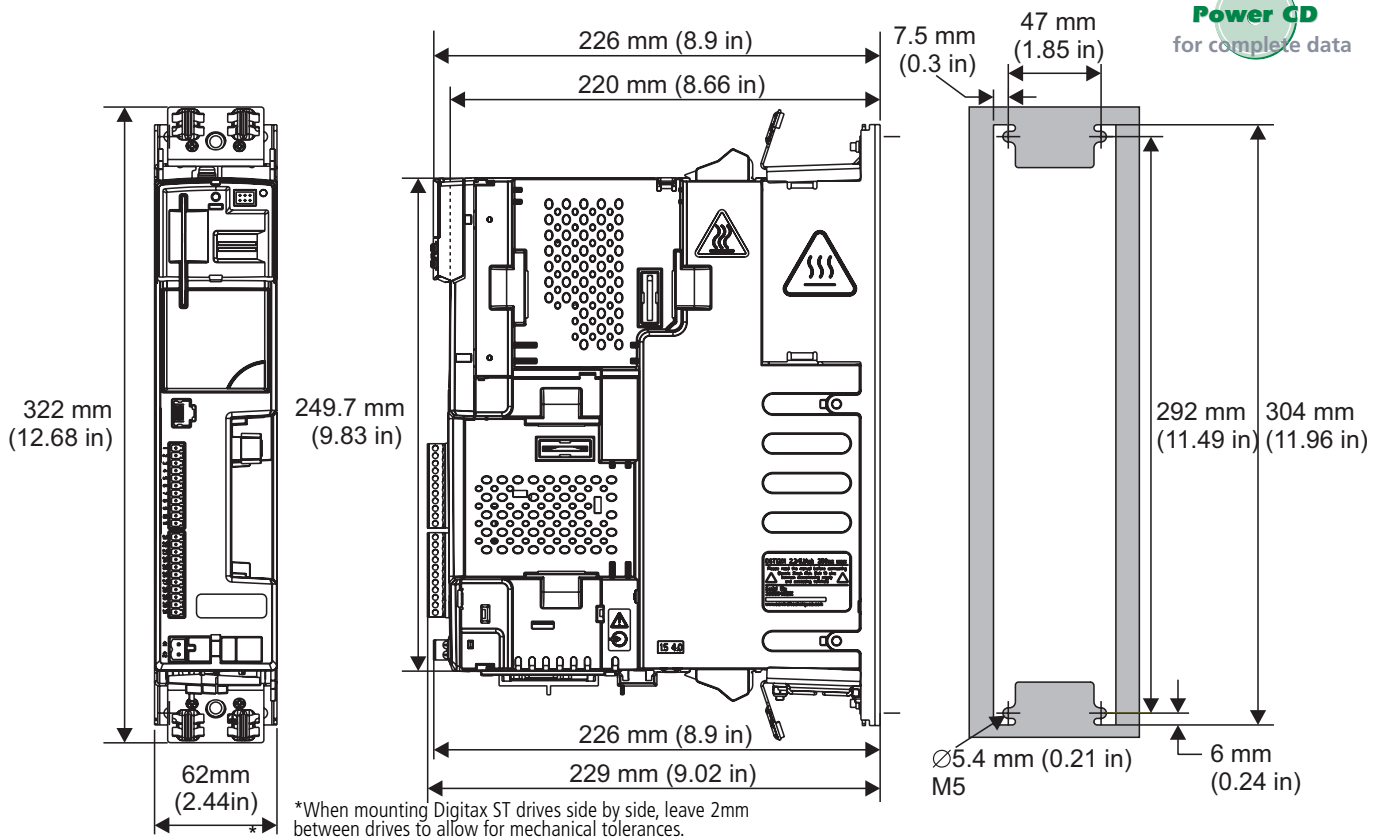 Power CD
for complete data
226 mm (8.9 in)
220 mm (8.66 in)
7.5 mm
(0.3 in)
47 mm
(1.85 in)
322 mm
(12.68 in)
249.7 mm
(9.83 in)
292 mm
(11.49 in)
304 mm
(11.96 in)
15 4.0
226 mm (8.9 in)
229 mm (9.02 in)
∅5.4 mm (0.21 in)
M5
6 mm
(0.24 in)
62mm
(2.44in)
*
*When mounting Digitax ST drives side by side, leave 2mm
between drives to allow for mechanical tolerances.